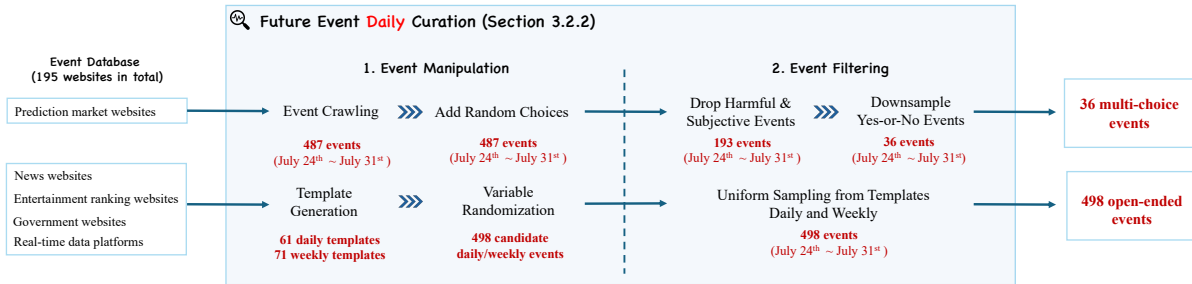 Future Event Daily Curation (Section 3.2.2)
Event Database
(195 websites in total)
1. Event Manipulation
2. Event Filtering
Prediction market websites
Event Crawling
Add Random Choices
Drop Harmful &
Subjective Events
Downsample
Yes-or-No Events
36 multi-choice
events
487 events
(July 24th ~ July 31st )
487 events
(July 24th ~ July 31st )
193 events
(July 24th ~ July 31st )
36 events
(July 24th ~ July 31st)
News websites
Entertainment ranking websites
Government websites
Real-time data platforms
Template
Generation
Variable
Randomization
Uniform Sampling from Templates
Daily and Weekly
498 open-ended
events
61 daily templates
71 weekly templates
498 candidate
daily/weekly events
498 events
(July 24th ~ July 31st )